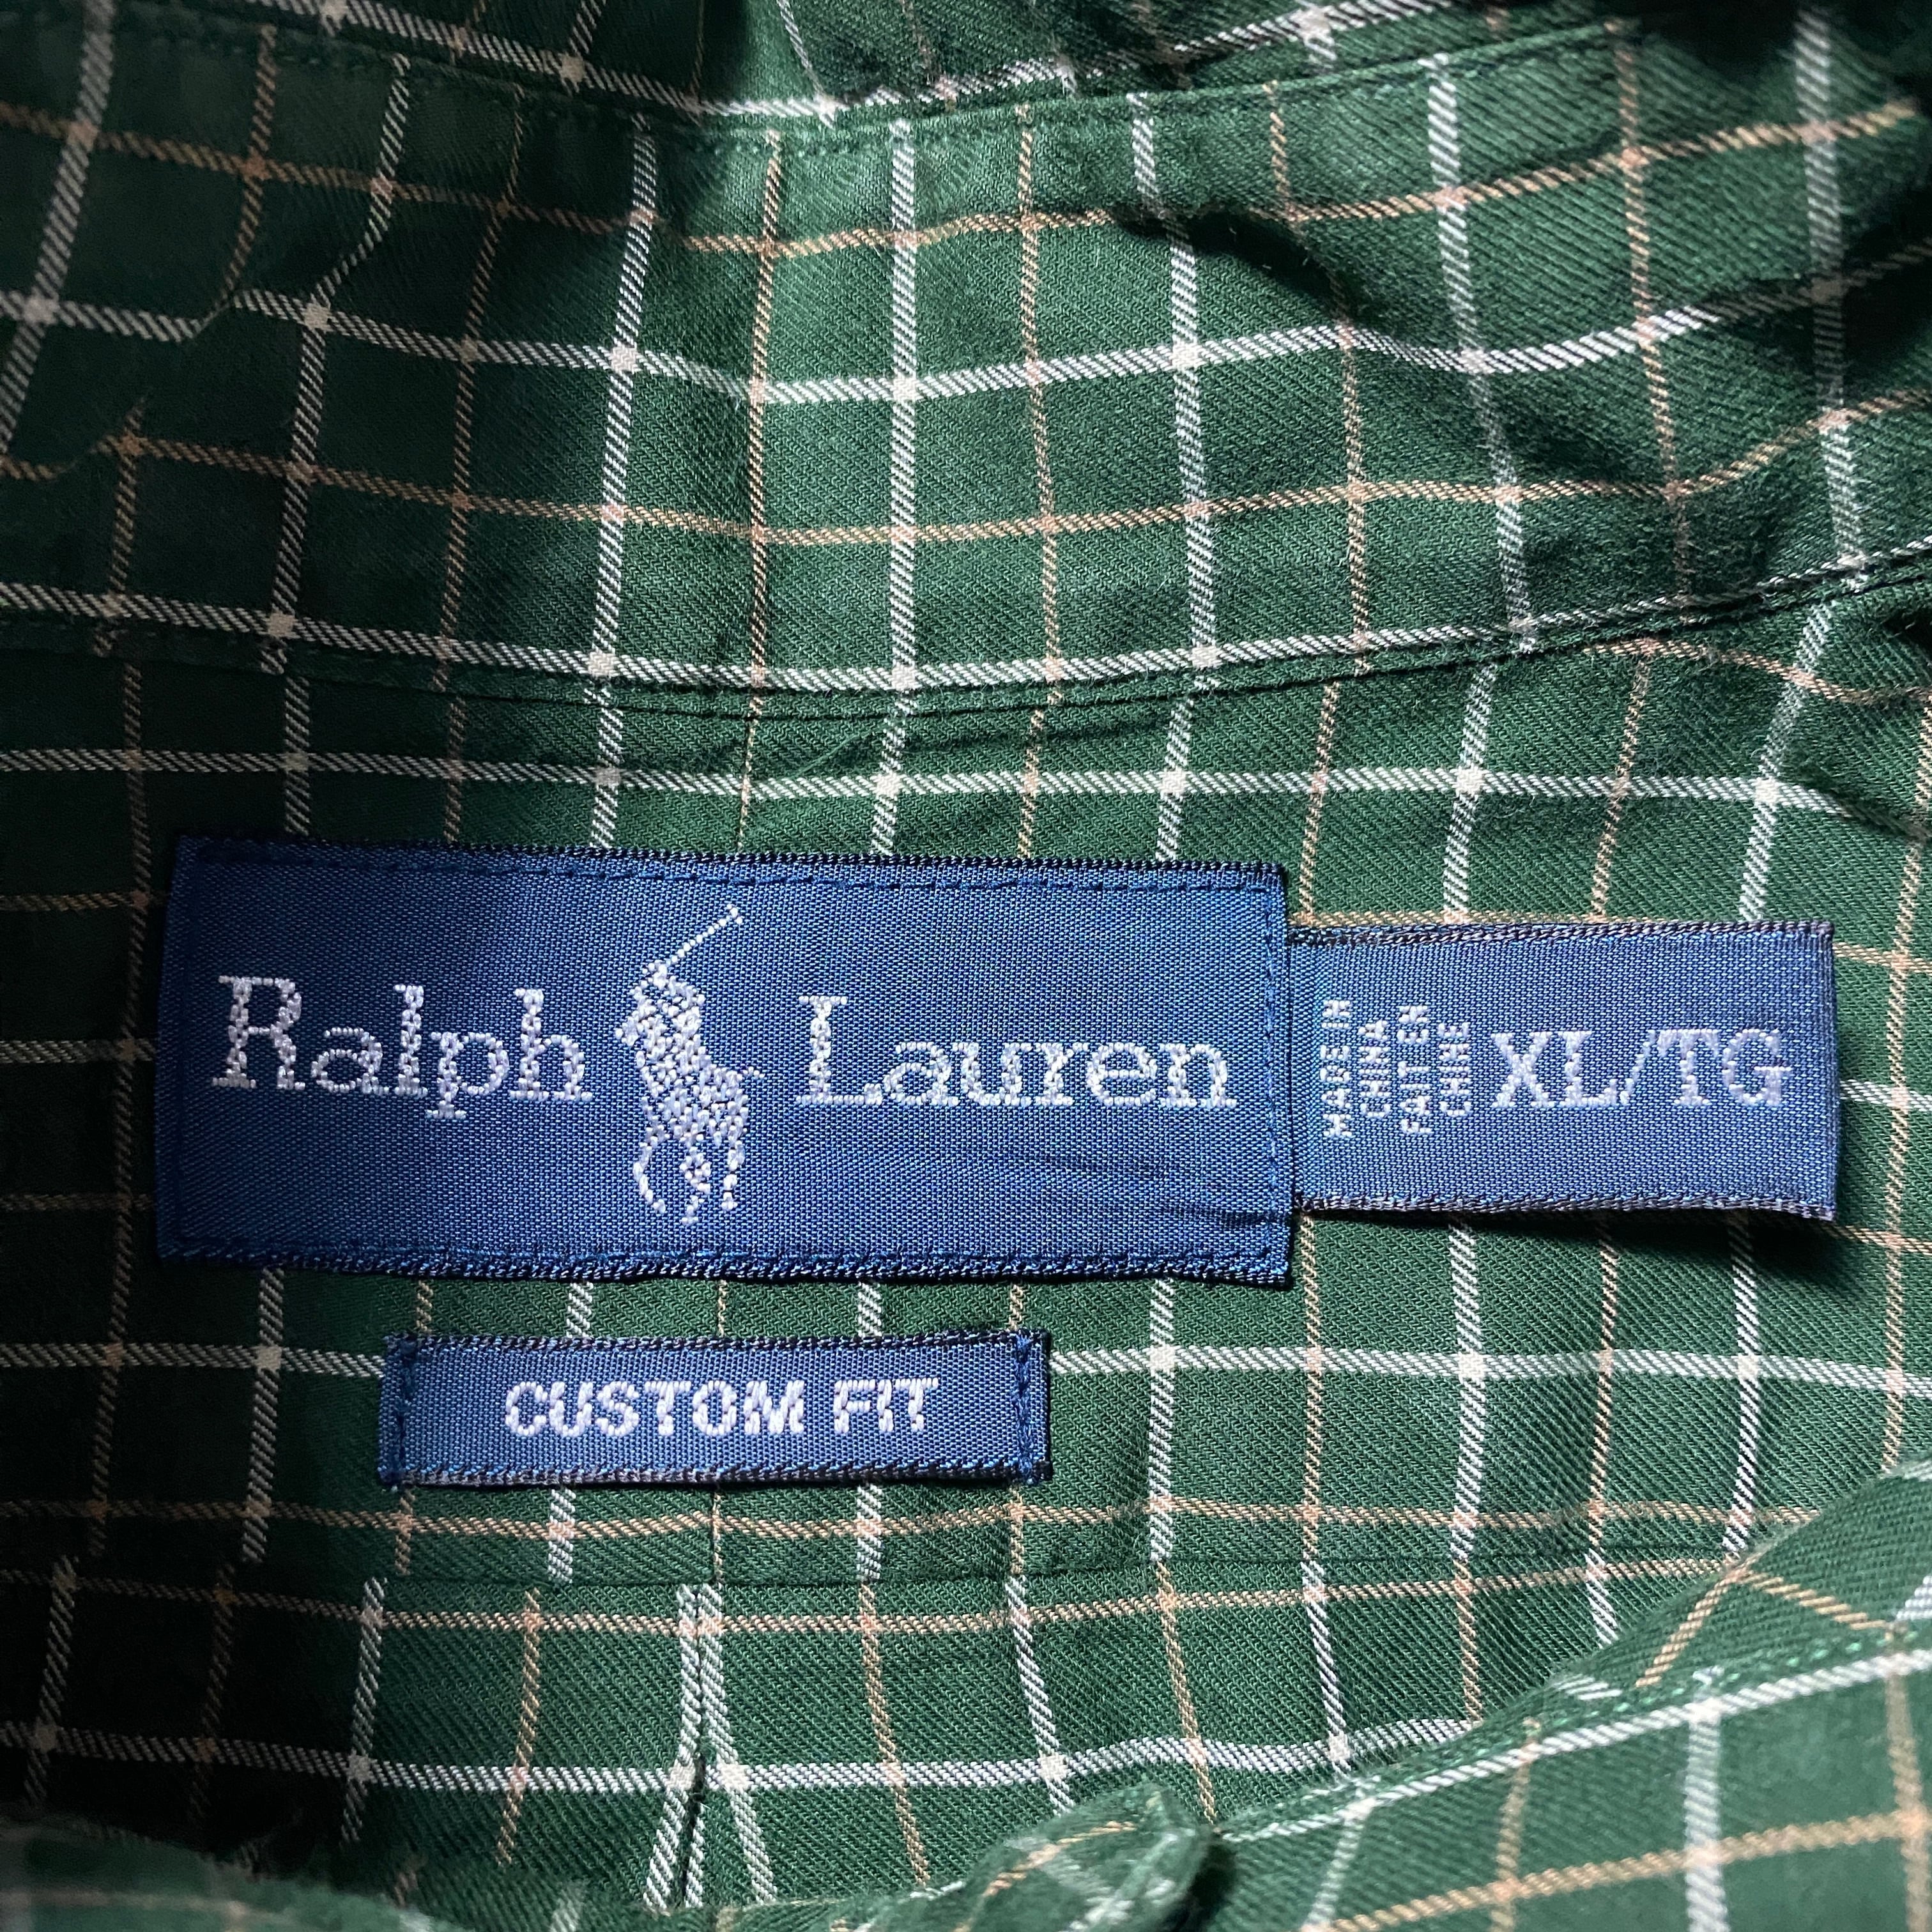 Ralph Lauren
MADE IN
CHINA
FAIT EN
CHINE
XL/TG
CUSTOM FIT